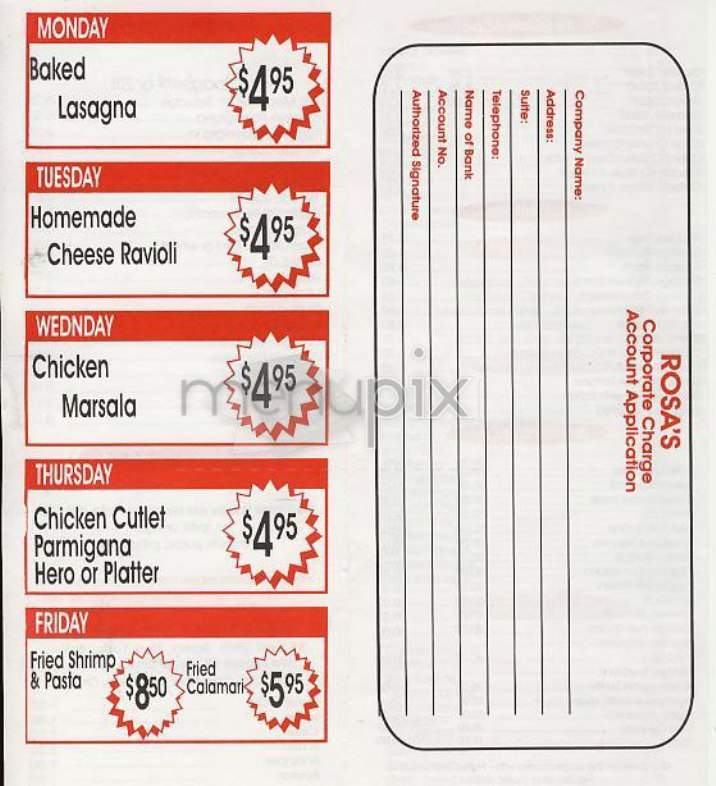 MONDAY
Baked
Lasagna
$4.95
TUESDAY
Homemade
Cheese Ravioli
$4.95
WEDNDAY
Chicken
Marsala
$4.95
THURSDAY
Chicken Cutlet
Parmigana
Hero or Platter
$4.95
FRIDAY
Fried Shrimp
& Pasta
$8.50
Fried
Calamari
$5.95
ROSA'S
Corporate Charge
Account Application
Company Name:
Address:
Suite:
Telephone:
Name of Bank
Account No.
Authorized Signature
menupix